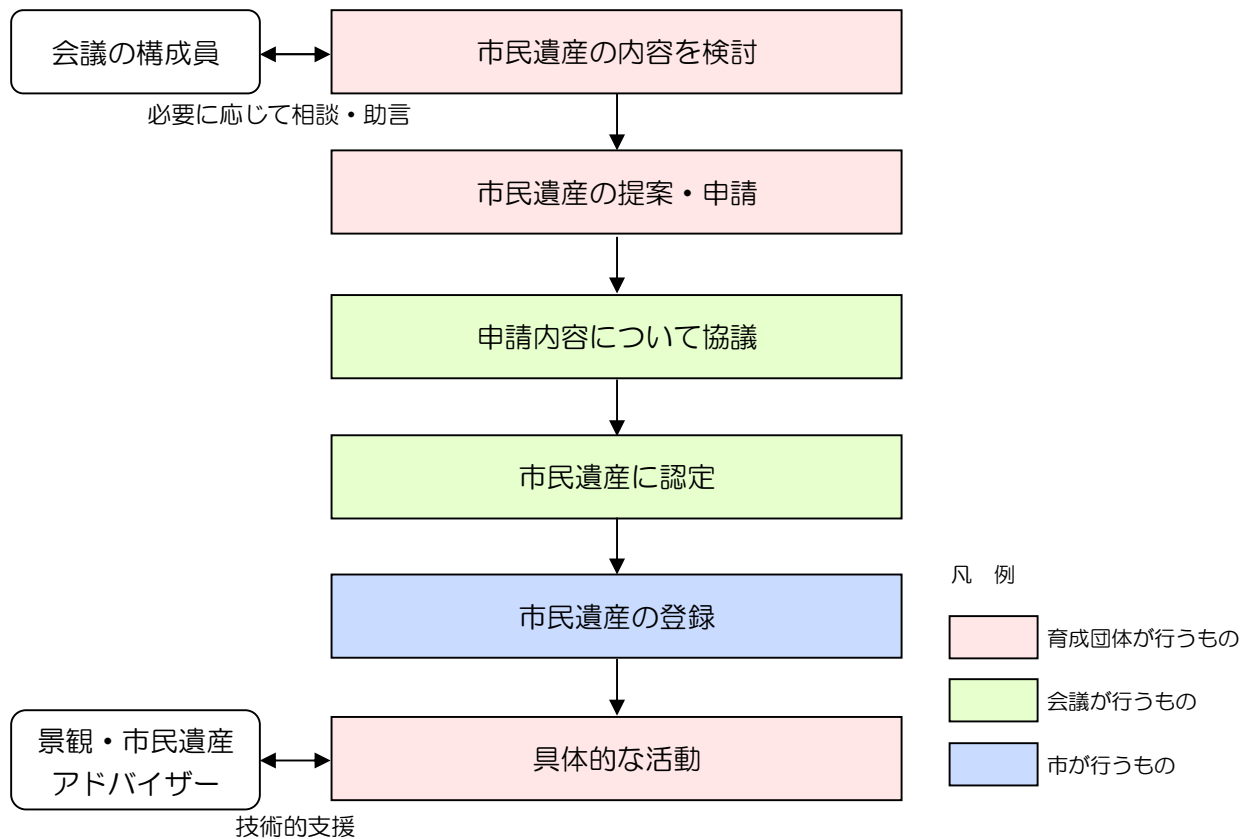 会議の構成員
市民遺産の内容を検討
必要に応じて相談・助言
市民遺産の提案・申請
申請内容について協議
市民遺産に認定
市民遺産の登録
凡 例
育成団体が行うもの
会議が行うもの
市が行うもの
景観・市民遺産
アドバイザー
具体的な活動
技術的支援